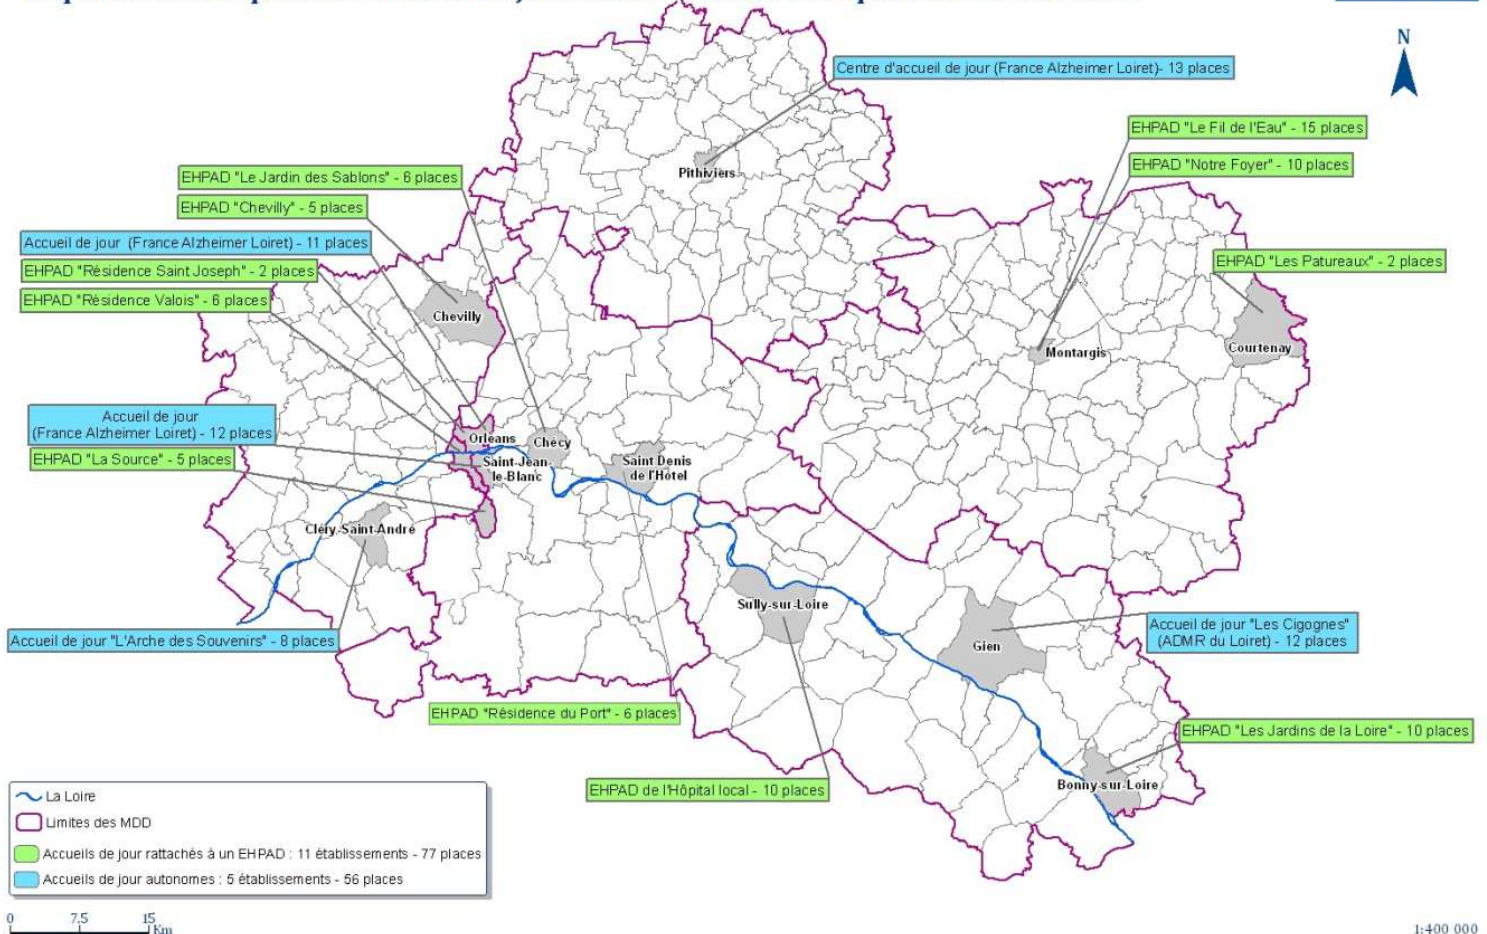 N
Centre d'accueil de jour (France Alzheimer Loiret)- 13 places
EHPAD "Le Fil de l'Eau" - 15 places
EHPAD "Notre Foyer" - 10 places
Pithiviers
EHPAD "Le Jardin des Sablons" - 6 places
EHPAD "Chevilly" - 5 places
Accueil de jour (France Alzheimer Loiret) - 11 places
EHPAD "Résidence Saint Joseph" - 2 places
EHPAD "Résidence Valois" - 6 places
EHPAD "Les Patureaux" - 2 places
Chevilly
Courtenay
Montargis
Accueil de jour
(France Alzheimer Loiret) - 12 places
EHPAD "La Source" - 5 places
Orléans
Chécy
Saint-Jean-
le-Blanc
Saint Denis
de l'Hôtel
Cléry-Saint-André
Sully-sur-Loire
Gien
Accueil de jour "Les Cigognes"
(ADMR du Loiret) - 12 places
Accueil de jour "L'Arche des Souvenirs" - 8 places
EHPAD "Résidence du Port" - 6 places
EHPAD "Les Jardins de la Loire" - 10 places
EHPAD de l'Hôpital local - 10 places
Bonny-sur-Loire
La Loire
Limites des MDD
Accueils de jour rattachés à un EHPAD : 11 établissements - 77 places
Accueils de jour autonomes : 5 établissements - 56 places
0 7,5 15
Km
1:400 000